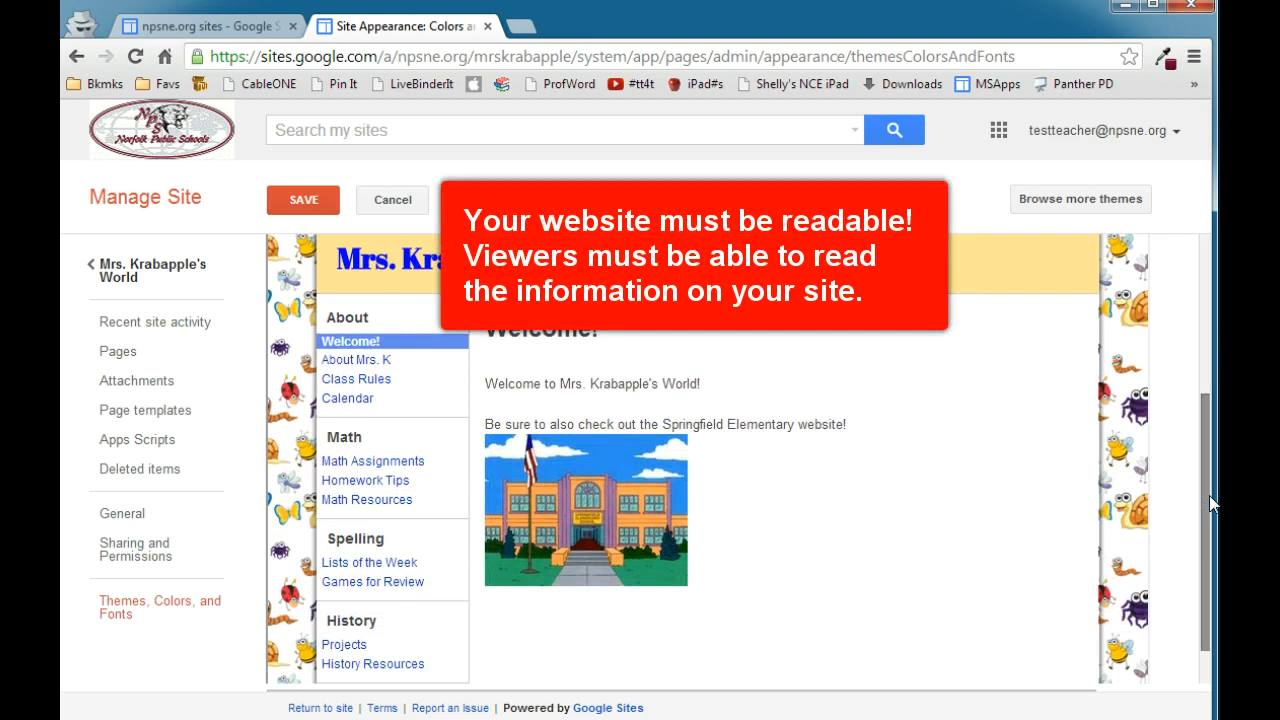 npsne.org sites - Google S
Site Appearance: Colors a
https://sites.google.com/a/npsne.org/mrskrabapple/system/app/pages/admin/appearance/themesColorsAndFonts
Bkmks Favs CableONE Pin It LiveBinderIt ProfWord #tt4t iPad#s Shelly's NCE iPad Downloads MSApps Panther PD »
NPS
Norfolk Public Schools
Search my sites
testteacher@npsne.org
Manage Site
SAVE
Cancel
Browse more themes
Your website must be readable!
Viewers must be able to read
the information on your site.
Mrs. Krabapple's
World
Recent site activity
Pages
Attachments
Page templates
Apps Scripts
Deleted items
General
Sharing and
Permissions
Themes, Colors, and
Fonts
Mrs. Kra
About
Welcome!
About Mrs. K
Class Rules
Calendar
Math
Math Assignments
Homework Tips
Math Resources
Spelling
Lists of the Week
Games for Review
History
Projects
History Resources
Welcome!
Welcome to Mrs. Krabapple's World!
Be sure to also check out the Springfield Elementary website!
Return to site | Terms | Report an Issue | Powered by Google Sites